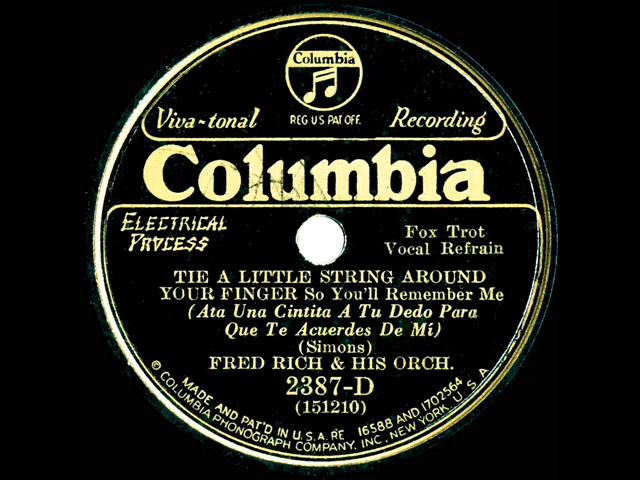 Columbia
REG US PAT OFF.
Viva-tonal Recording
Columbia
ELECTRICAL
PROCESS
Fox Trot
Vocal Refrain
TIE A LITTLE STRING AROUND
YOUR FINGER So You'll Remember Me
(Ata Una Cintita A Tu Dedo Para
Que Te Acuerdes De Mí)
(Simons)
FRED RICH & HIS ORCH.
2387-D
(151210)
MADE AND PAT'D IN U.S.A. RE 16588 AND 1702564
© COLUMBIA PHONOGRAPH COMPANY, INC., NEW YORK, U.S.A